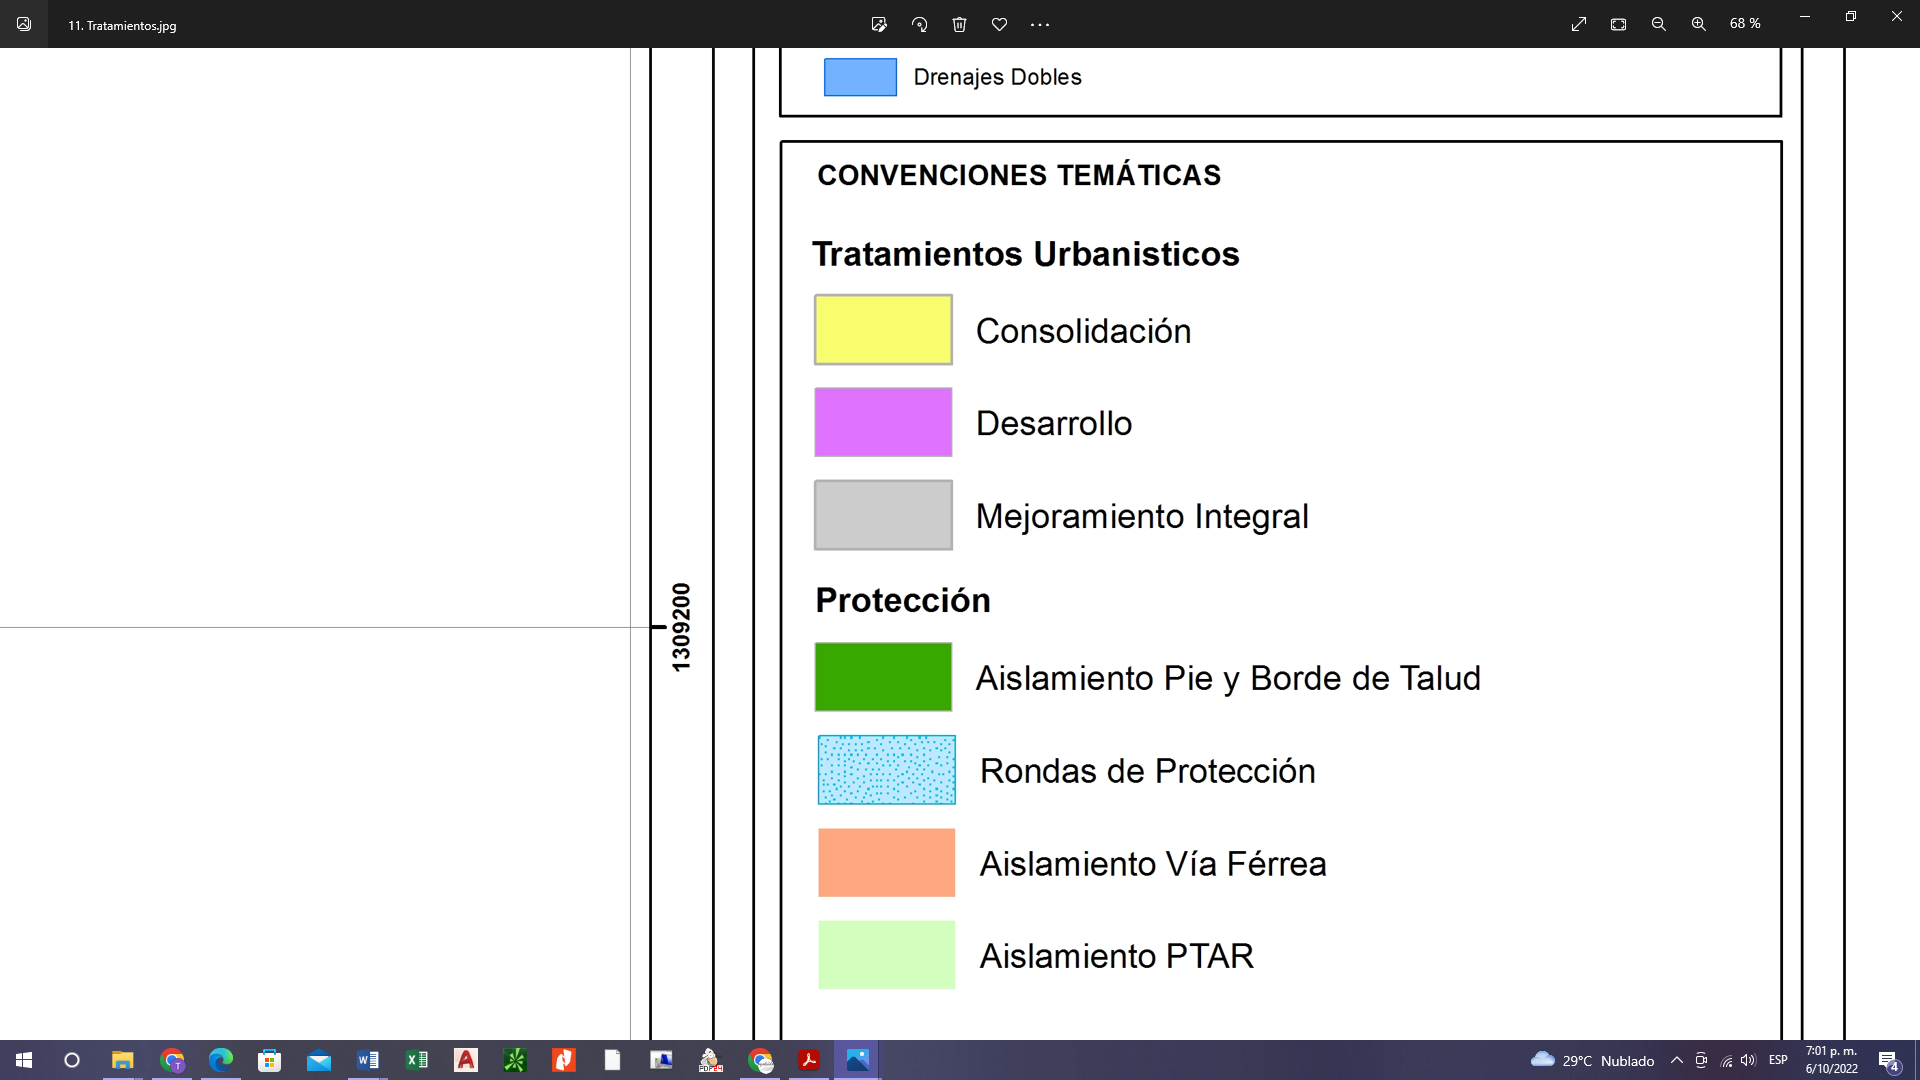 11. Tratamientos.jpg
68 %
Drenajes Dobles
CONVENCIONES TEMÁTICAS
Tratamientos Urbanisticos
Consolidación
Desarrollo
Mejoramiento Integral
Protección
1309200
Aislamiento Pie y Borde de Talud
Rondas de Protección
Aislamiento Vía Férrea
Aislamiento PTAR
29°C Nublado
ESP
7:01 p. m.
6/10/2022
4